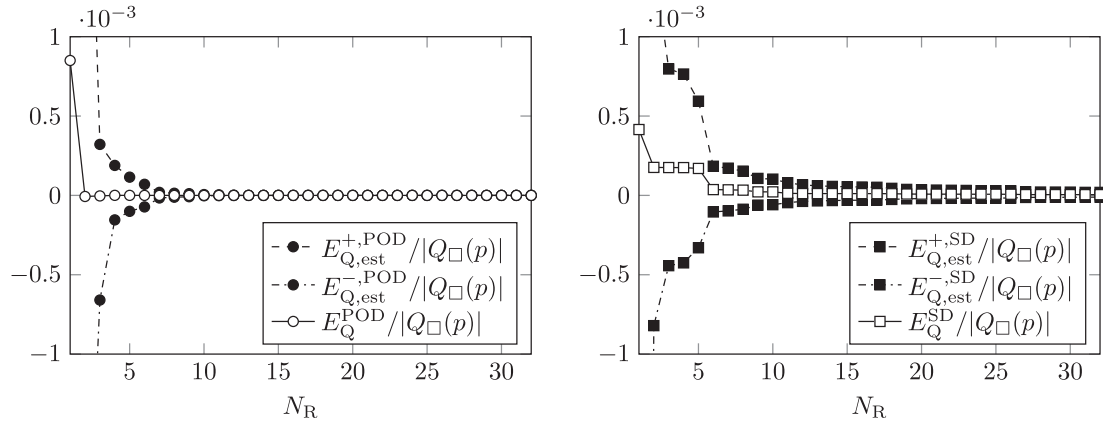 ·10⁻³
1
0.5
0
−0.5
−1
5 10 15 20 25 30
N_R
E_{Q,est}^{+,POD}/|Q_□(p)|
E_{Q,est}^{−,POD}/|Q_□(p)|
E_Q^{POD}/|Q_□(p)|
·10⁻³
1
0.5
0
−0.5
−1
5 10 15 20 25 30
N_R
E_{Q,est}^{+,SD}/|Q_□(p)|
E_{Q,est}^{−,SD}/|Q_□(p)|
E_Q^{SD}/|Q_□(p)|